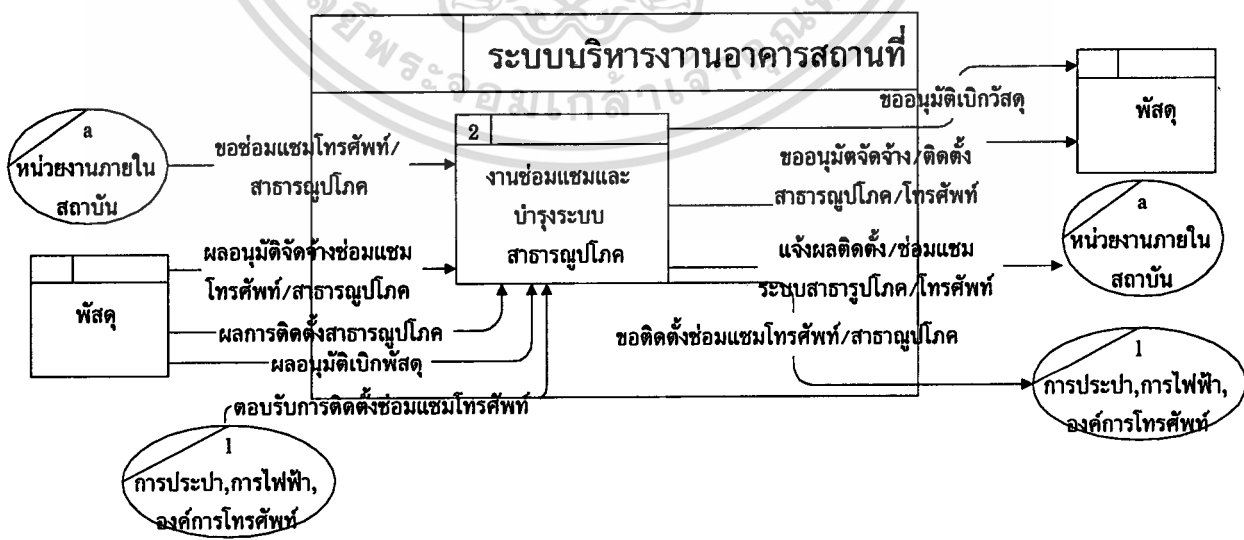 ระบบบริหารงาานอาคารสถานที่
พระจอมเกล้าเจ้าคุณ
a
หน่วยงานภายใน
สถาบัน
ขอซ่อมแซมโทรศัพท์/
สาธารณูปโภค
2
งานซ่อมแซมและ
บำรุงระบบ
สาธารณูปโภค
ขออนุมัติเบิกวัสดุ
พัสดุ
ขออนุมัตจัดจ้าง/ติดตั้ง
สาธารณูปโภค/โทรศัพท์
a
หน่วยงานภายใน
สถาบัน
แจ้งผลติดตั้ง/ซ่อมแซม
ระบบสาธารูปโภค/โทรศัพท์
ผลอนุมัติจัดจ้างซ่อมแซม
โทรศัพท์/สาธารณูปโภค
พัสดุ
ผลการติดตั้งสาธารณูปโภค
ผลอนุมัติเบิกพัสดุ
ขอติดตั้งซ่อมแซมโทรศัพท์/สาธาณูปโภค
1
การประปา,การไฟฟ้า,
องค์การโทรศัพท์
ตอบรับการติดตั้งซ่อมแซมโทรศัพท์
1
การประปา,การไฟฟ้า,
องค์การโทรศัพท์